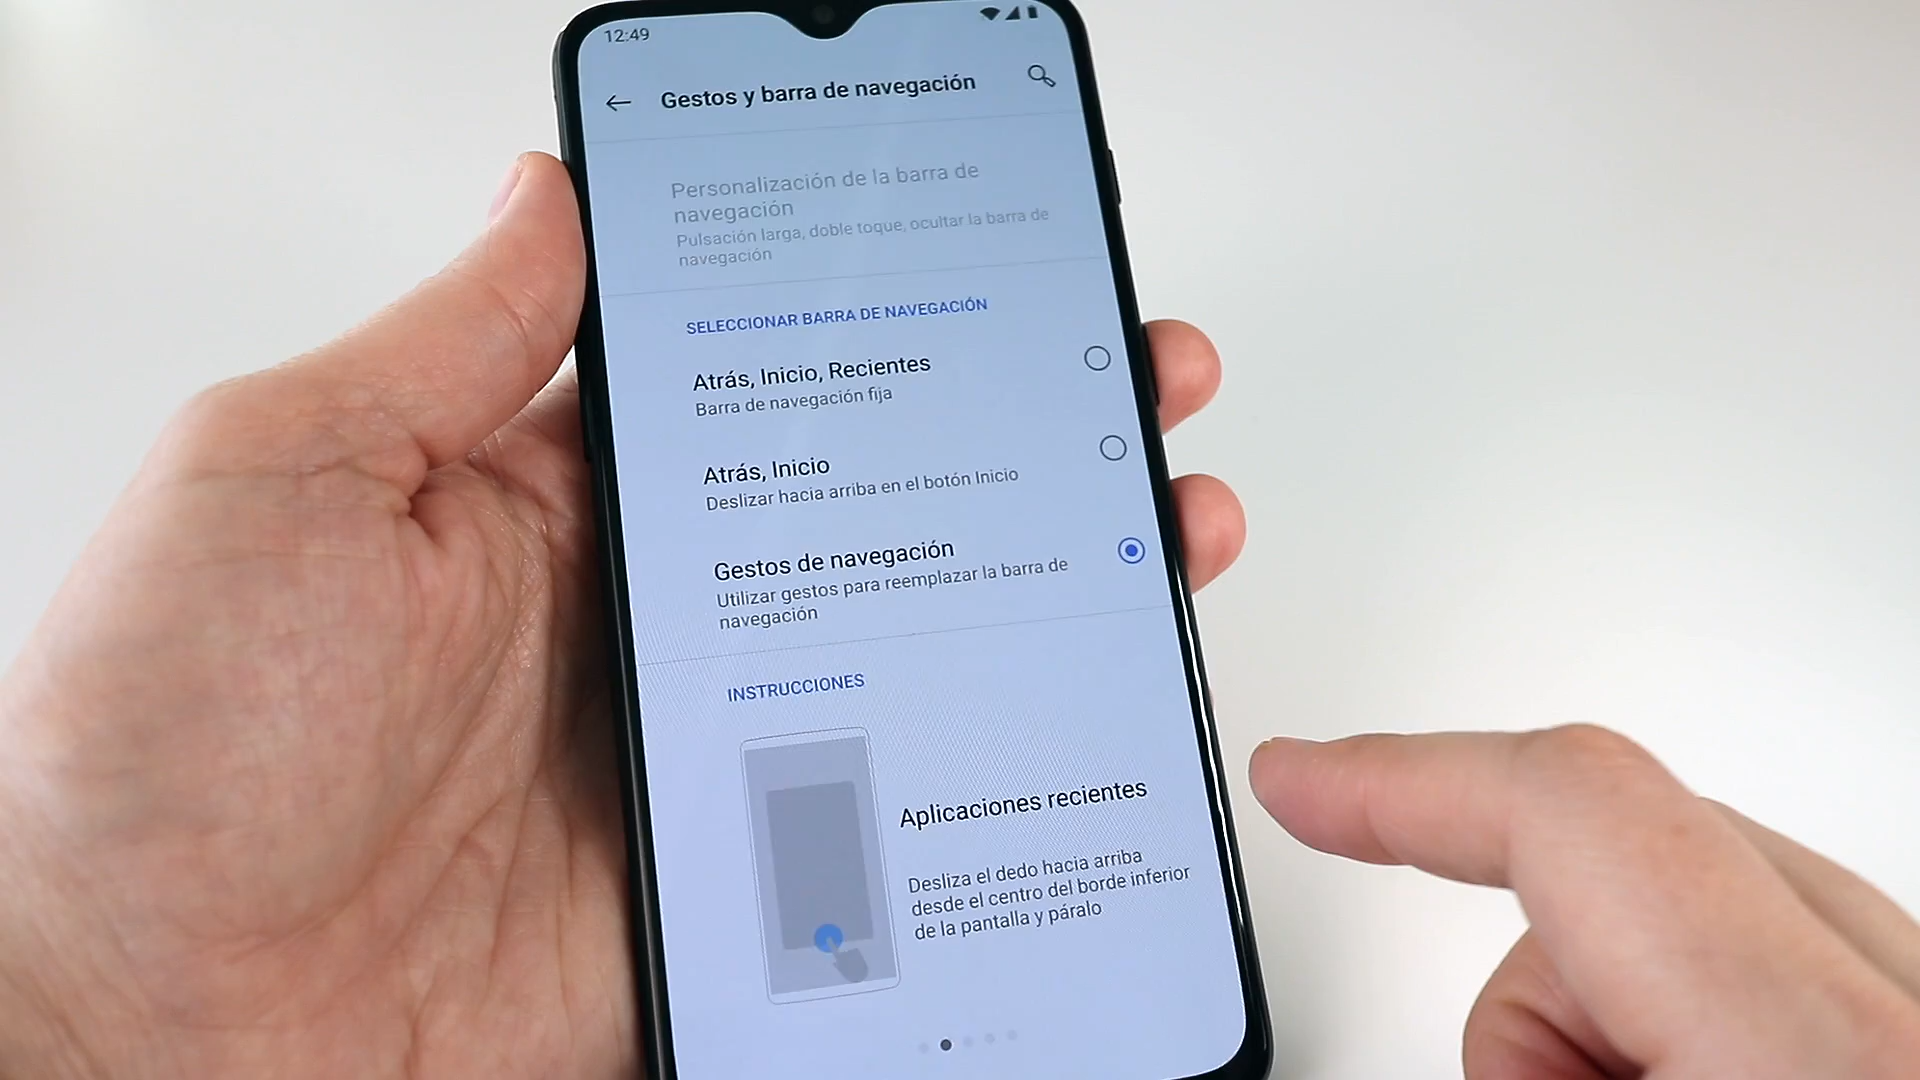 12:49
Gestos y barra de navegación
Personalización de la barra de
navegación
Pulsación larga, doble toque, ocultar la barra de
navegación
SELECCIONAR BARRA DE NAVEGACIÓN
Atrás, Inicio, Recientes
Barra de navegación fija
Atrás, Inicio
Deslizar hacia arriba en el botón Inicio
Gestos de navegación
Utilizar gestos para reemplazar la barra de
navegación
INSTRUCCIONES
Aplicaciones recientes
Desliza el dedo hacia arriba
desde el centro del borde inferior
de la pantalla y páralo